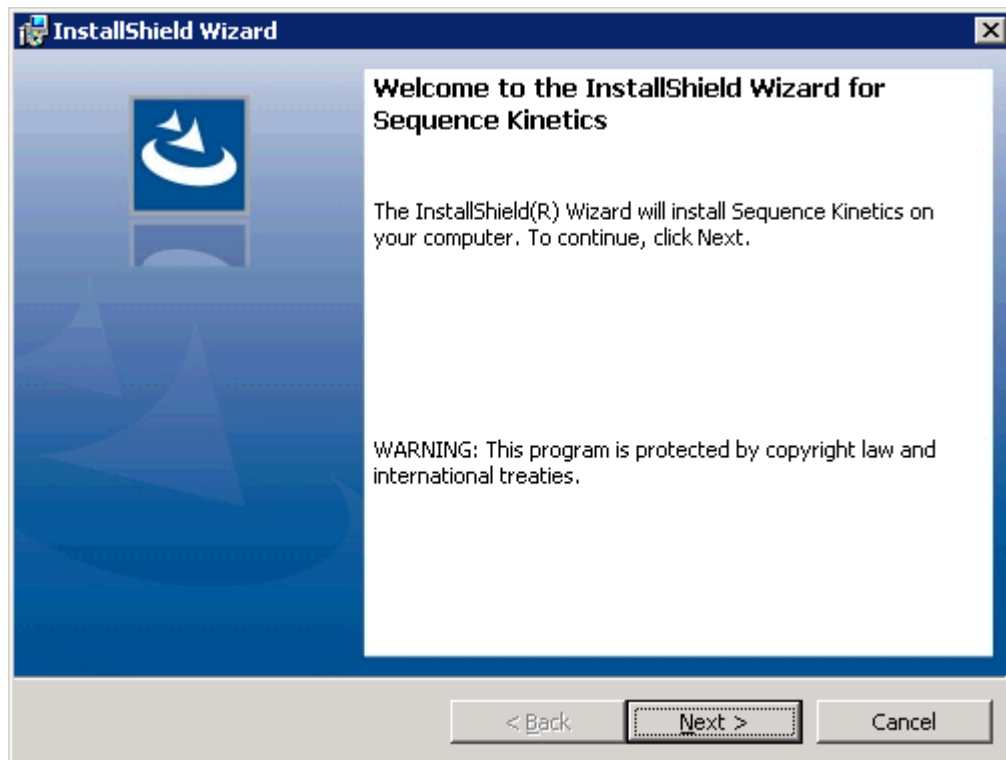 InstallShield Wizard
Welcome to the InstallShield Wizard for
Sequence Kinetics
The InstallShield(R) Wizard will install Sequence Kinetics on
your computer. To continue, click Next.
WARNING: This program is protected by copyright law and
international treaties.
< Back
Next >
Cancel